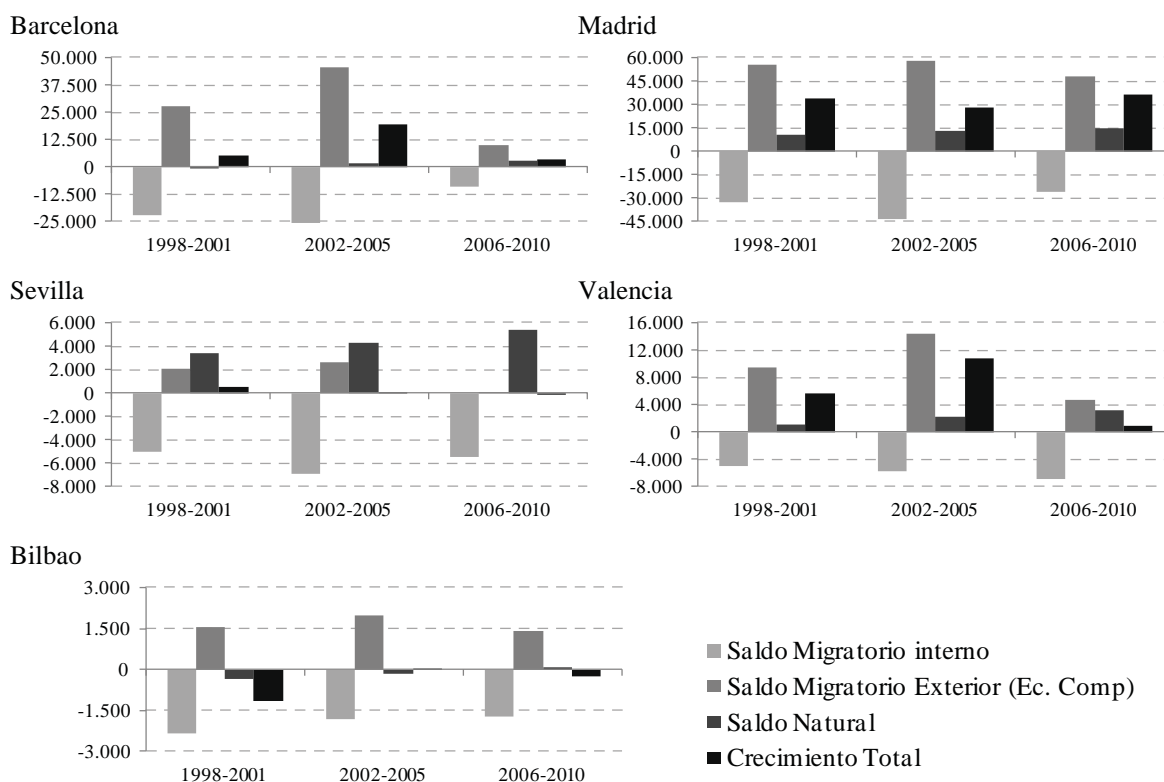 Barcelona
50.000
37.500
25.000
12.500
0
-12.500
-25.000
1998-2001 2002-2005 2006-2010
Madrid
60.000
45.000
30.000
15.000
0
-15.000
-30.000
-45.000
1998-2001 2002-2005 2006-2010
Sevilla
6.000
4.000
2.000
0
-2.000
-4.000
-6.000
-8.000
1998-2001 2002-2005 2006-2010
Valencia
16.000
12.000
8.000
4.000
0
-4.000
-8.000
1998-2001 2002-2005 2006-2010
Bilbao
3.000
1.500
0
-1.500
-3.000
1998-2001 2002-2005 2006-2010
Saldo Migratorio interno
Saldo Migratorio Exterior (Ec. Comp)
Saldo Natural
Crecimiento Total